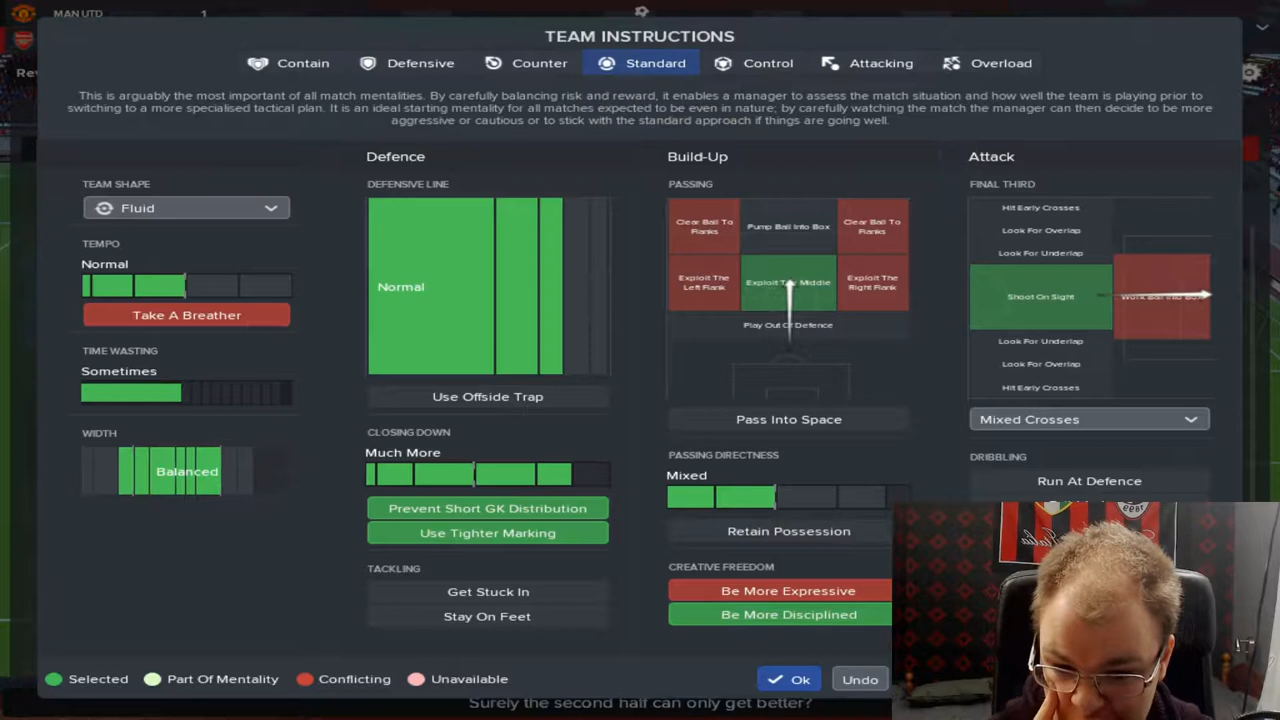 MAN UTD
1
TEAM INSTRUCTIONS
Contain
Defensive
Counter
Standard
Control
Attacking
Overload
This is arguably the most important of all match mentalities. By carefully balancing risk and reward, it enables a manager to assess the match situation and how well the team is playing prior to
switching to a more specialised tactical plan. It is an ideal starting mentality for all matches expected to be even in nature; by carefully watching the match the manager can then decide to be more
aggressive or cautious or to stick with the standard approach if things are going well.
TEAM SHAPE
Fluid
TEMPO
Normal
Take A Breather
TIME WASTING
Sometimes
WIDTH
Balanced
Defence
DEFENSIVE LINE
Normal
Use Offside Trap
CLOSING DOWN
Much More
Prevent Short GK Distribution
Use Tighter Marking
TACKLING
Get Stuck In
Stay On Feet
Build-Up
PASSING
Clear Ball To
Flanks
Pump Ball Into Box
Clear Ball To
Flanks
Exploit The
Left Flank
Exploit The Middle
Exploit The
Right Flank
Play Out Of Defence
Pass Into Space
PASSING DIRECTNESS
Mixed
Retain Possession
CREATIVE FREEDOM
Be More Expressive
Be More Disciplined
Attack
FINAL THIRD
Hit Early Crosses
Look For Overlap
Look For Underlap
Shoot On Sight
Work Ball Into Box
Look For Underlap
Look For Overlap
Hit Early Crosses
Mixed Crosses
DRIBBLING
Run At Defence
Selected
Part Of Mentality
Conflicting
Unavailable
Ok
Undo
Surely the second half can only get better?